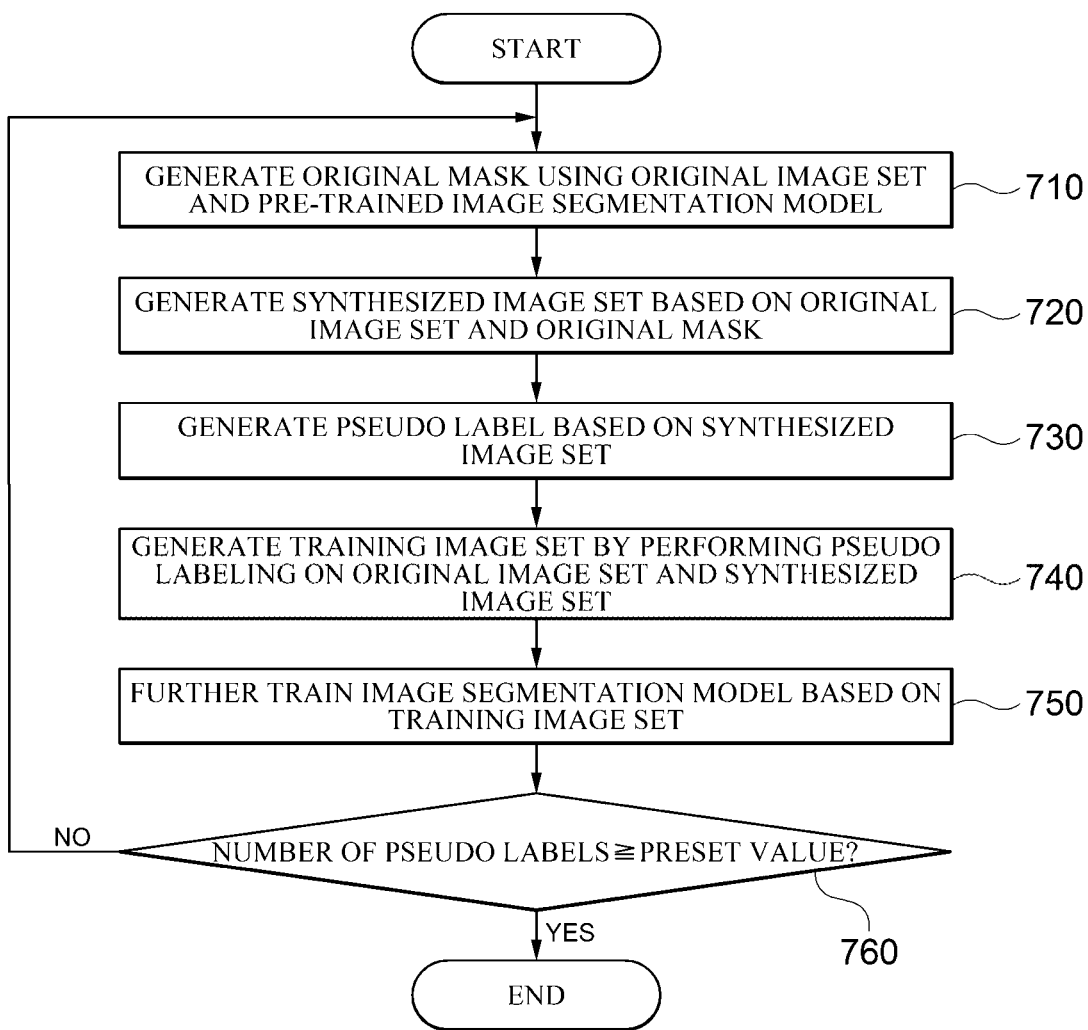 START
GENERATE ORIGINAL MASK USING ORIGINAL IMAGE SET
AND PRE-TRAINED IMAGE SEGMENTATION MODEL
710
GENERATE SYNTHESIZED IMAGE SET BASED ON ORIGINAL
IMAGE SET AND ORIGINAL MASK
720
GENERATE PSEUDO LABEL BASED ON SYNTHESIZED
IMAGE SET
730
GENERATE TRAINING IMAGE SET BY PERFORMING PSEUDO
LABELING ON ORIGINAL IMAGE SET AND SYNTHESIZED
IMAGE SET
740
FURTHER TRAIN IMAGE SEGMENTATION MODEL BASED ON
TRAINING IMAGE SET
750
NO
NUMBER OF PSEUDO LABELS≧PRESET VALUE?
760
YES
END